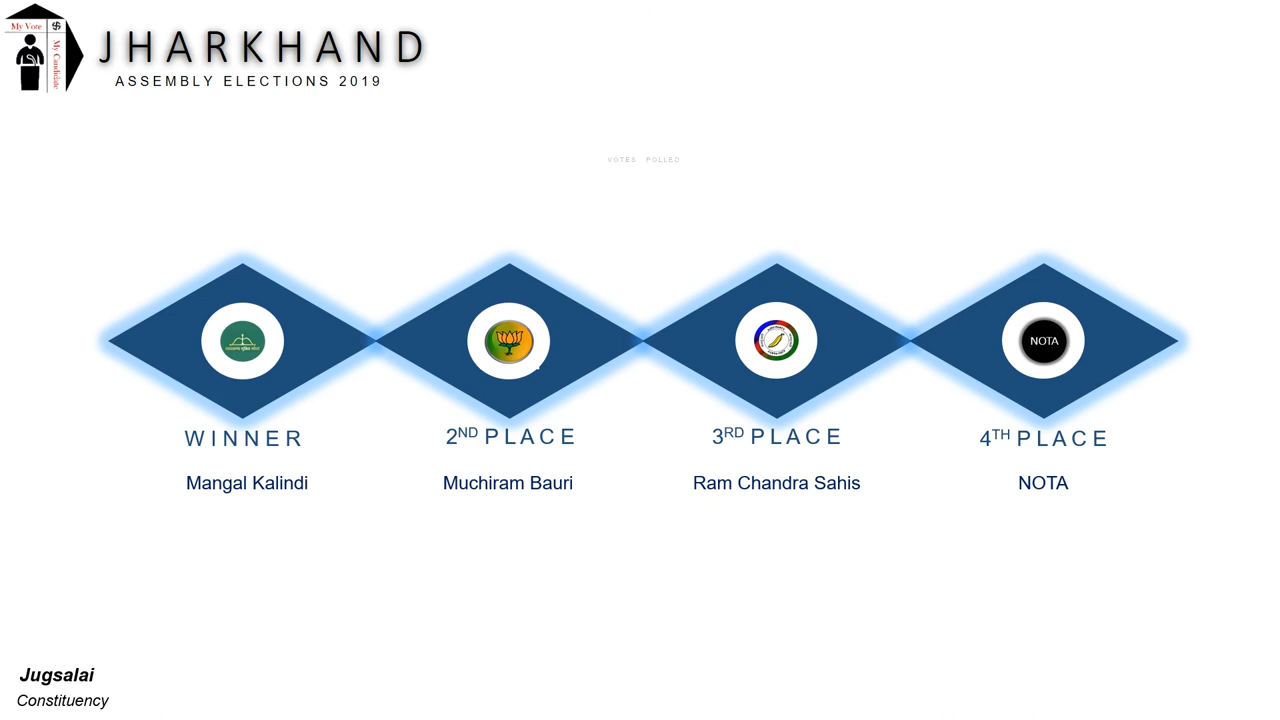 My Vote
My Candidate
JHARKHAND
ASSEMBLY ELECTIONS 2019
VOTES POLLED
NOTA
WINNER
2ND PLACE
3RD PLACE
4TH PLACE
Mangal Kalindi
Muchiram Bauri
Ram Chandra Sahis
NOTA
Jugsalai
Constituency